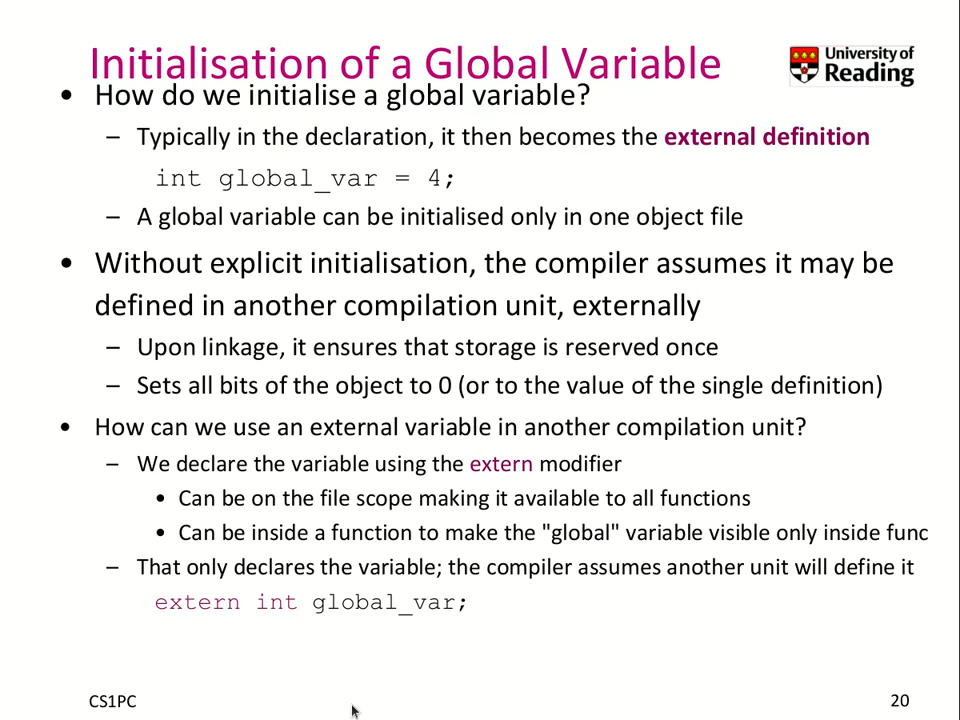 Initialisation of a Global Variable
University of
Reading
• How do we initialise a global variable?
– Typically in the declaration, it then becomes the external definition
int global_var = 4;
– A global variable can be initialised only in one object file
• Without explicit initialisation, the compiler assumes it may be
defined in another compilation unit, externally
– Upon linkage, it ensures that storage is reserved once
– Sets all bits of the object to 0 (or to the value of the single definition)
• How can we use an external variable in another compilation unit?
– We declare the variable using the extern modifier
• Can be on the file scope making it available to all functions
• Can be inside a function to make the "global" variable visible only inside func
– That only declares the variable; the compiler assumes another unit will define it
extern int global_var;
CS1PC
20